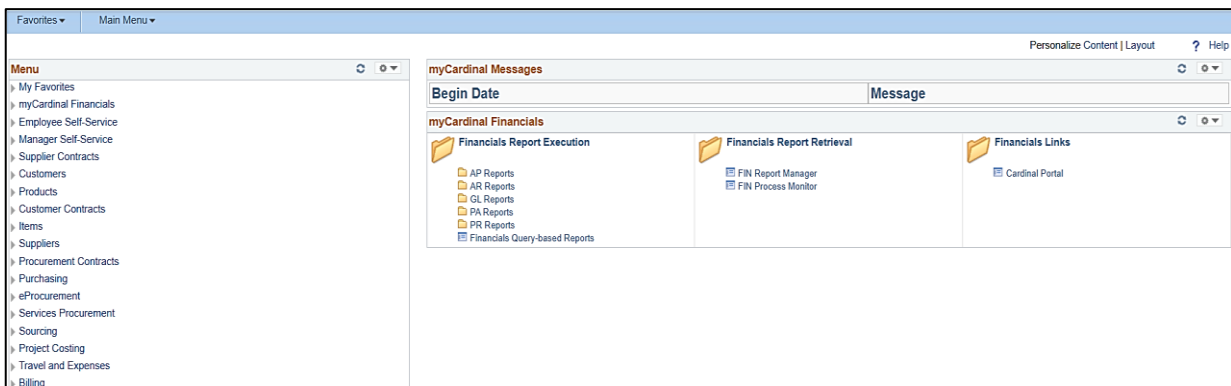 Favorites Main Menu
Personalize Content | Layout ? Help
Menu
My Favorites
myCardinal Financials
Employee Self-Service
Manager Self-Service
Supplier Contracts
Customers
Products
Customer Contracts
Items
Suppliers
Procurement Contracts
Purchasing
eProcurement
Services Procurement
Sourcing
Project Costing
Travel and Expenses
Billing
myCardinal Messages
Begin Date Message
myCardinal Financials
Financials Report Execution
AP Reports
AR Reports
GL Reports
PA Reports
PR Reports
Financials Query-based Reports
Financials Report Retrieval
FIN Report Manager
FIN Process Monitor
Financials Links
Cardinal Portal